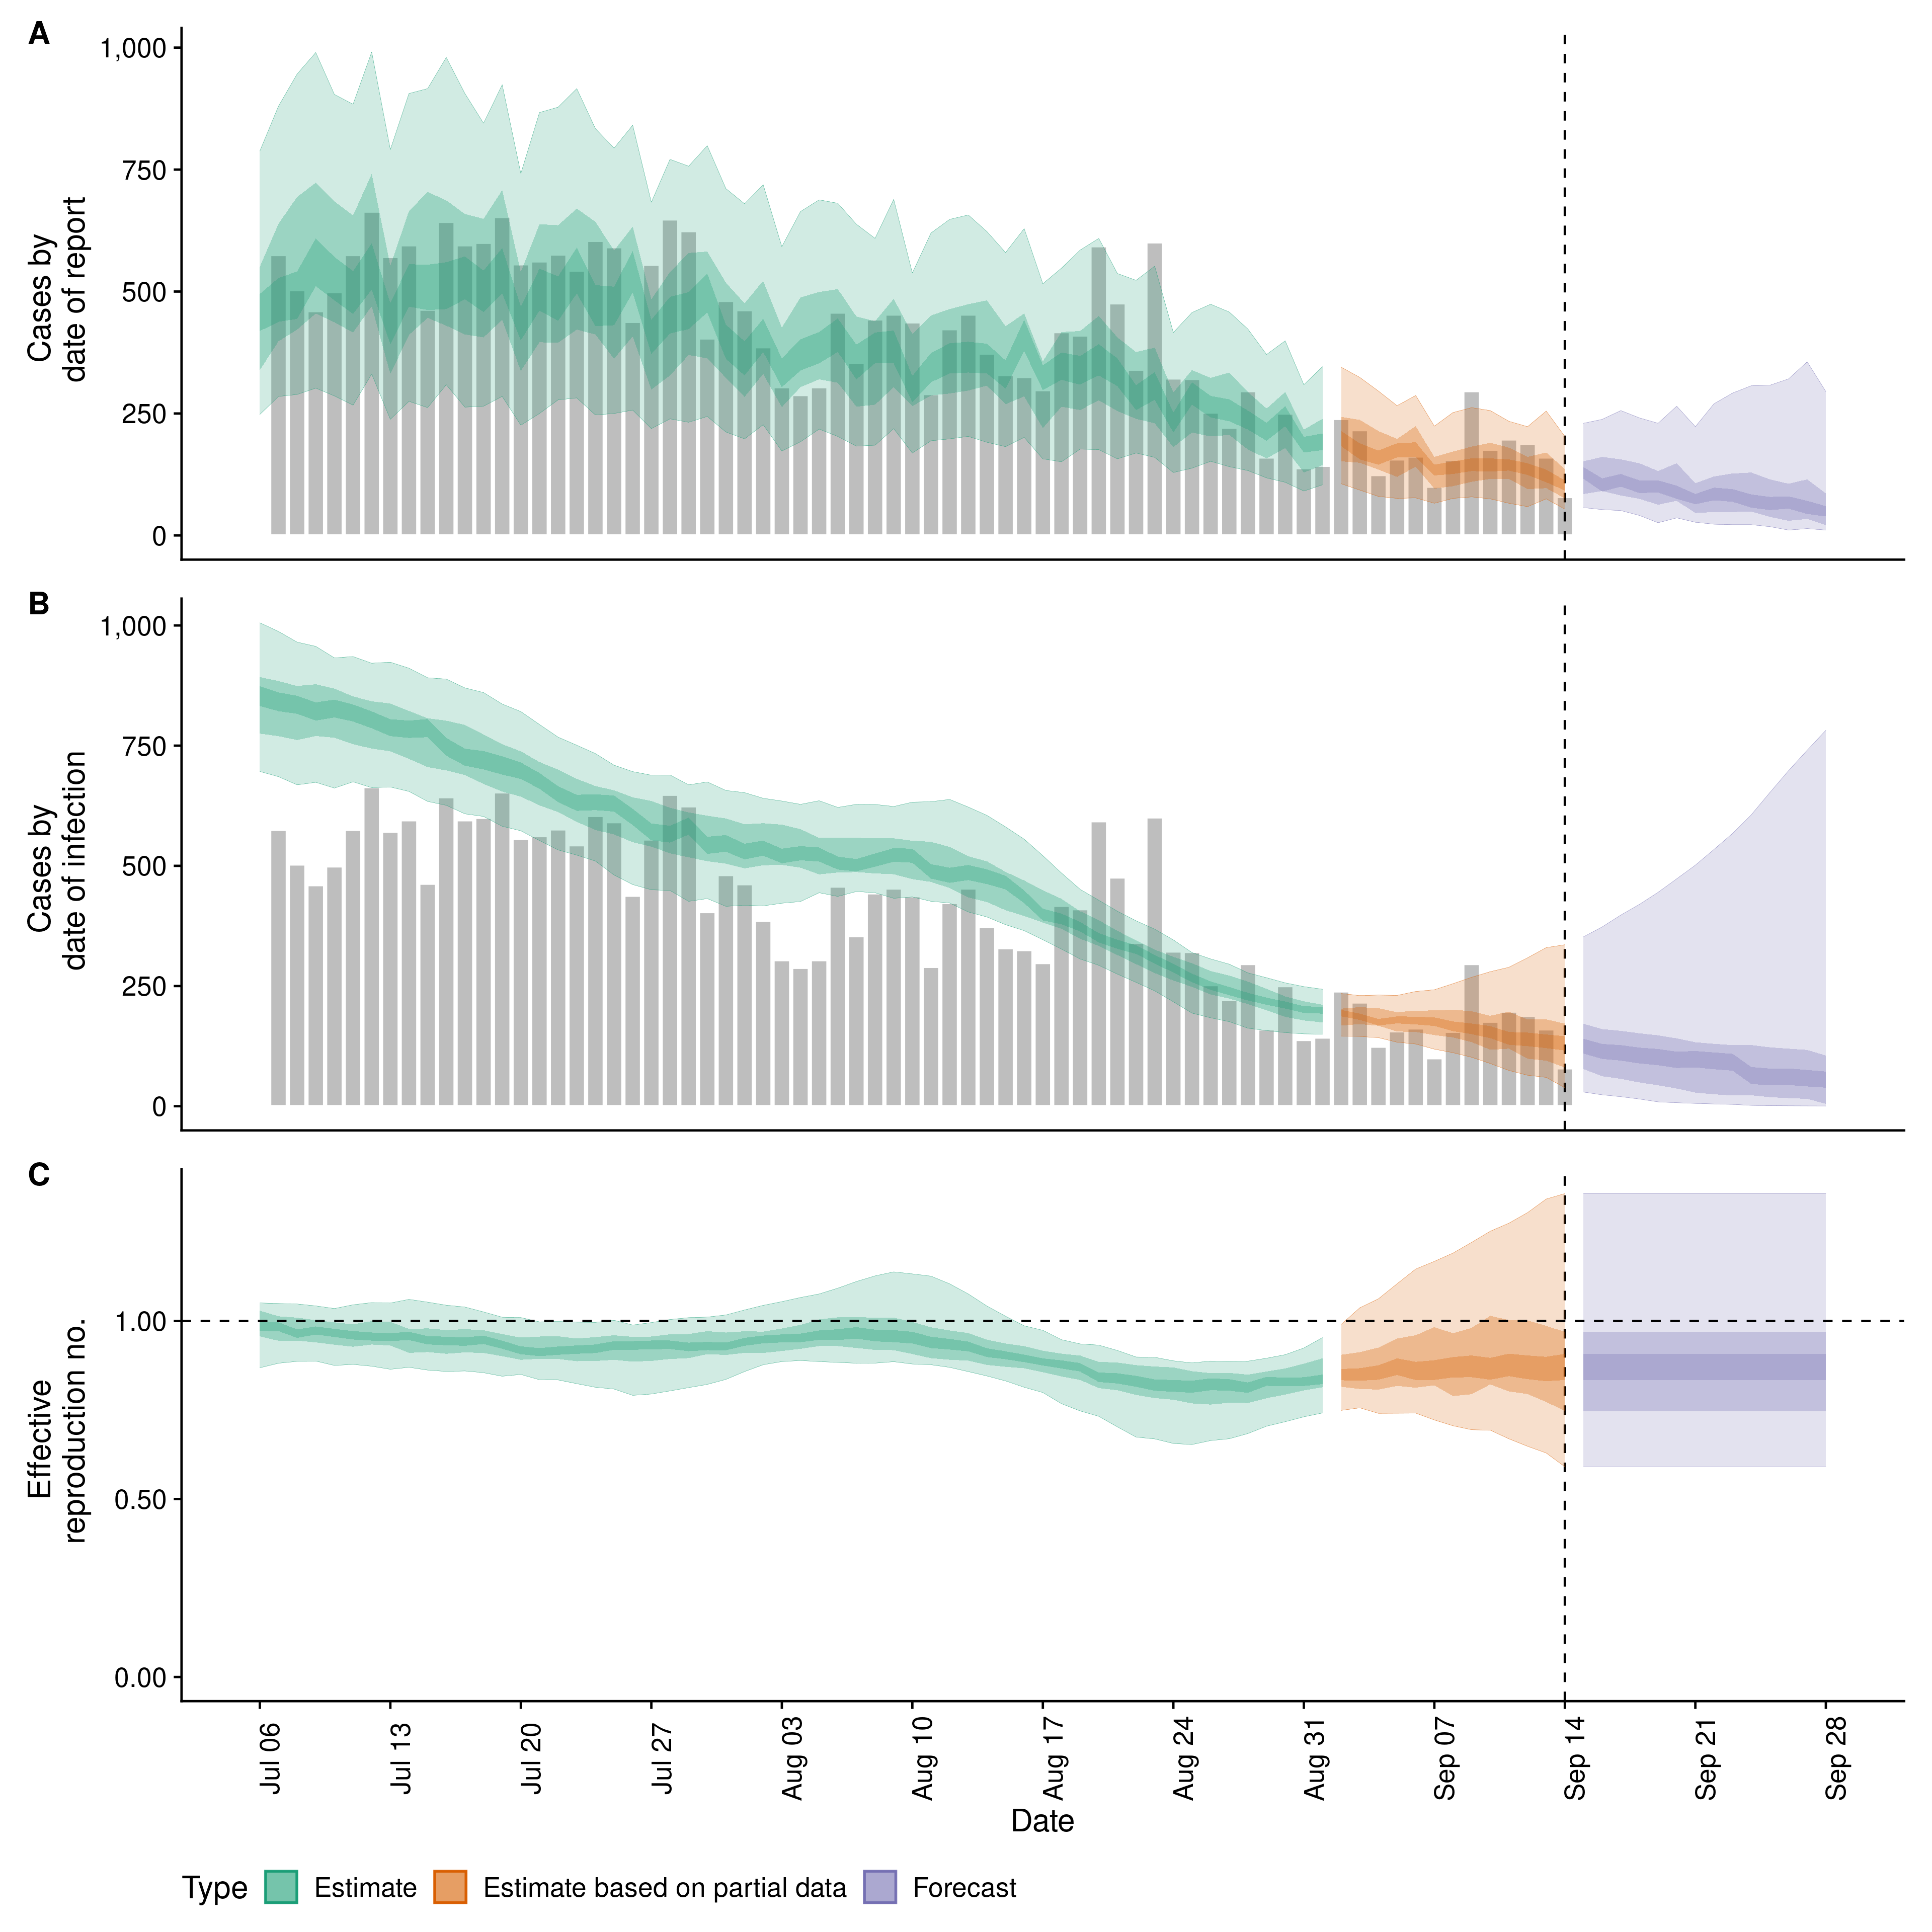 A
Cases by
date of report
1,000
750
500
250
0
B
Cases by
date of infection
1,000
750
500
250
0
C
Effective
reproduction no.
1.00
0.50
0.00
Jul 06
Jul 13
Jul 20
Jul 27
Aug 03
Aug 10
Aug 17
Aug 24
Aug 31
Sep 07
Sep 14
Sep 21
Sep 28
Date
Type Estimate Estimate based on partial data Forecast